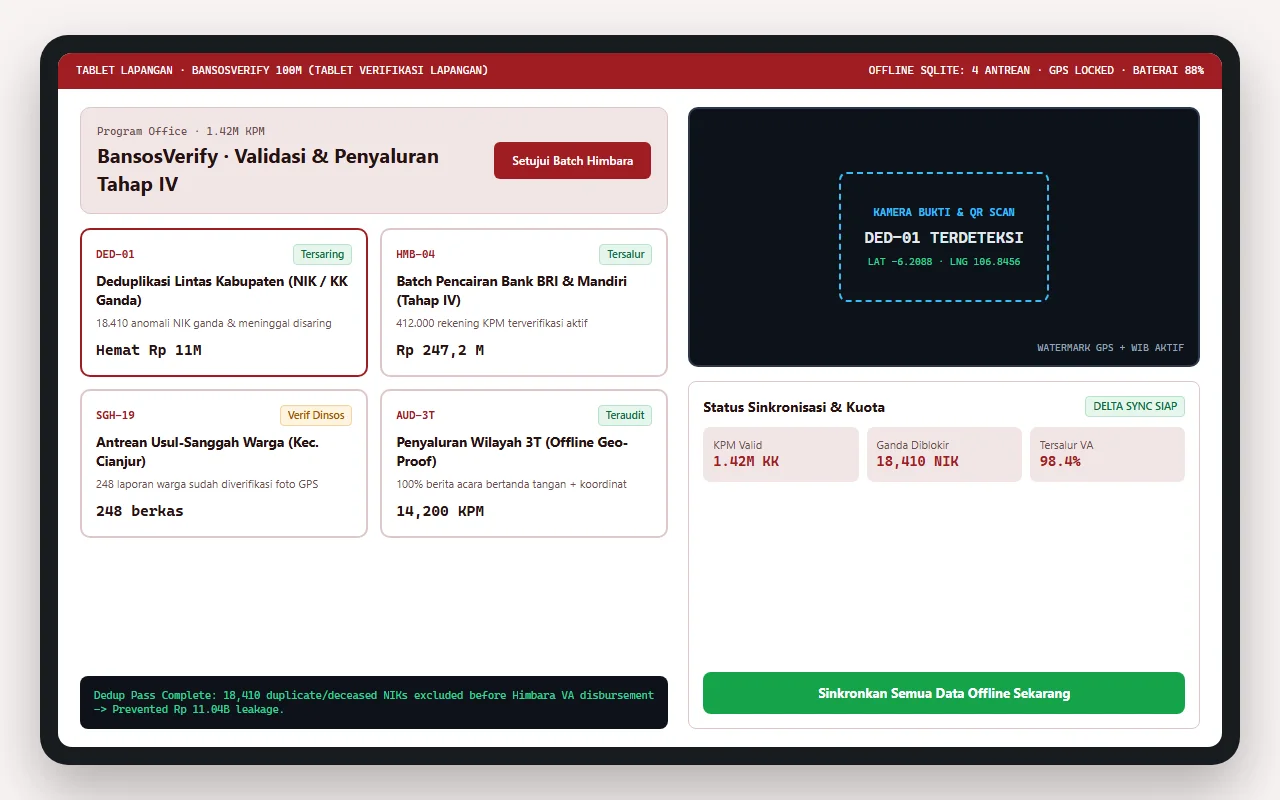 TABLET LAPANGAN · BANSOSVERIFY 100M (TABLET VERIFIKASI LAPANGAN)
OFFLINE SQLITE: 4 ANTREAN · GPS LOCKED · BATERAI 88%
Program Office · 1.42M KPM
BansosVerify · Validasi & Penyaluran
Tahap IV
Setujui Batch Himbara
DED-01
Tersaring
Deduplikasi Lintas Kabupaten (NIK / KK
Ganda)
18.410 anomali NIK ganda & meninggal disaring
Hemat Rp 11M
HMB-04
Tersalur
Batch Pencairan Bank BRI & Mandiri
(Tahap IV)
412.000 rekening KPM terverifikasi aktif
Rp 247,2 M
SGH-19
Verif Dinsos
Antrean Usul-Sanggah Warga (Kec.
Cianjur)
248 laporan warga sudah diverifikasi foto GPS
248 berkas
AUD-3T
Teraudit
Penyaluran Wilayah 3T (Offline Geo-
Proof)
100% berita acara bertanda tangan + koordinat
14,200 KPM
Dedup Pass Complete: 18,410 duplicate/deceased NIKs excluded before Himbara VA disbursement
-> Prevented Rp 11.04B leakage.
KAMERA BUKTI & QR SCAN
DED-01 TERDETEKSI
LAT -6.2088 · LNG 106.8456
WATERMARK GPS + WIB AKTIF
Status Sinkronisasi & Kuota
DELTA SYNC SIAP
KPM Valid
1.42M KK
Ganda Diblokir
18,410 NIK
Tersalur VA
98.4%
Sinkronkan Semua Data Offline Sekarang